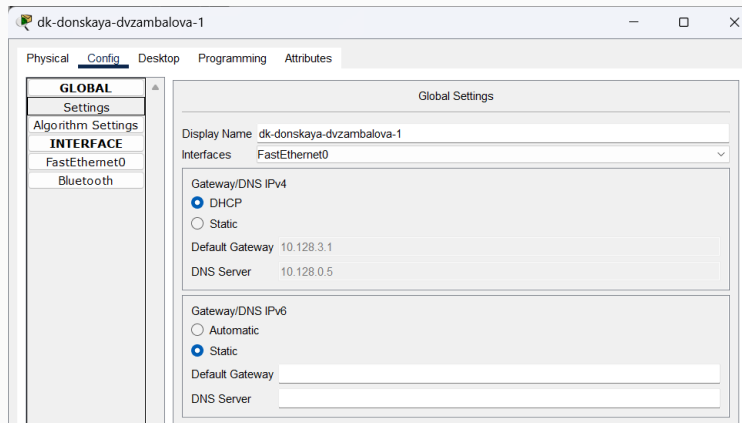 dk-donskaya-dvzambalova-1
Physical Config Desktop Programming Attributes
GLOBAL
Settings
Algorithm Settings
INTERFACE
FastEthernet0
Bluetooth
Global Settings
Display Name dk-donskaya-dvzambalova-1
Interfaces FastEthernet0
Gateway/DNS IPv4
DHCP
Static
Default Gateway 10.128.3.1
DNS Server 10.128.0.5
Gateway/DNS IPv6
Automatic
Static
Default Gateway
DNS Server